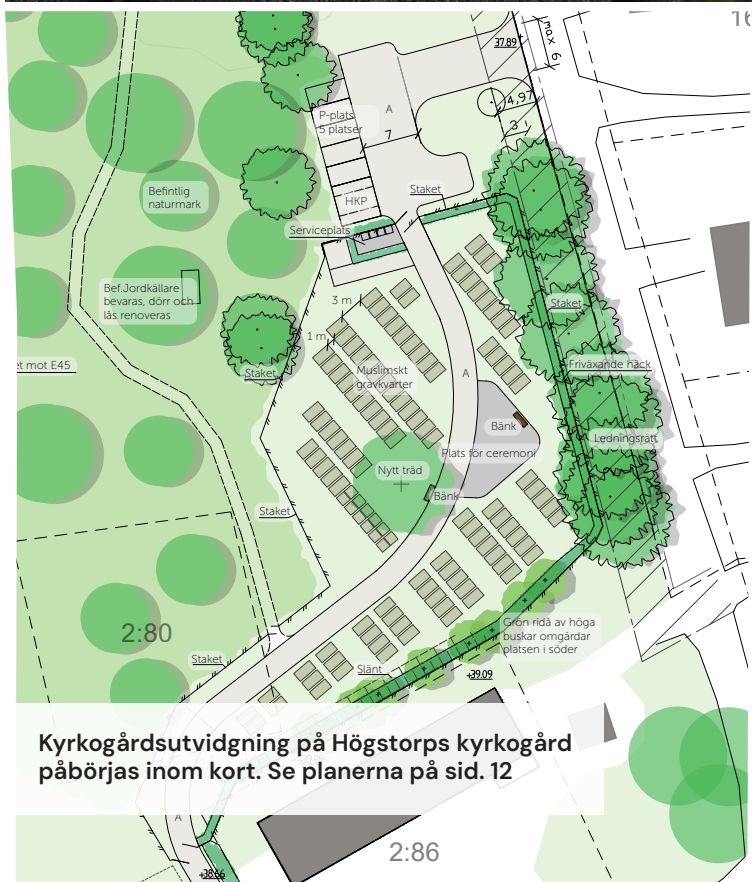 16
37.89
max 6
4,97
3
P-plats
5 platser
A
7
HKP
Staket
Serviceplats
Befintlig
naturmark
Bef.Jordkällare
bevaras, dörr och
lås renoveras
3 m
1 m
Staket
et mot E45
Staket
Muslimskt
gravkvarter
A
Friväxande häck
Bänk
Ledningsrätt
Plats för ceremoni
Nytt träd
Bänk
Staket
2:80
Grön ridå av höga
buskar omgärdar
platsen i söder
Staket
Slänt
+39.09
Kyrkogårdsutvidgning på Högstorps kyrkogård
påbörjas inom kort. Se planerna på sid. 12
A
2:86
+38.66